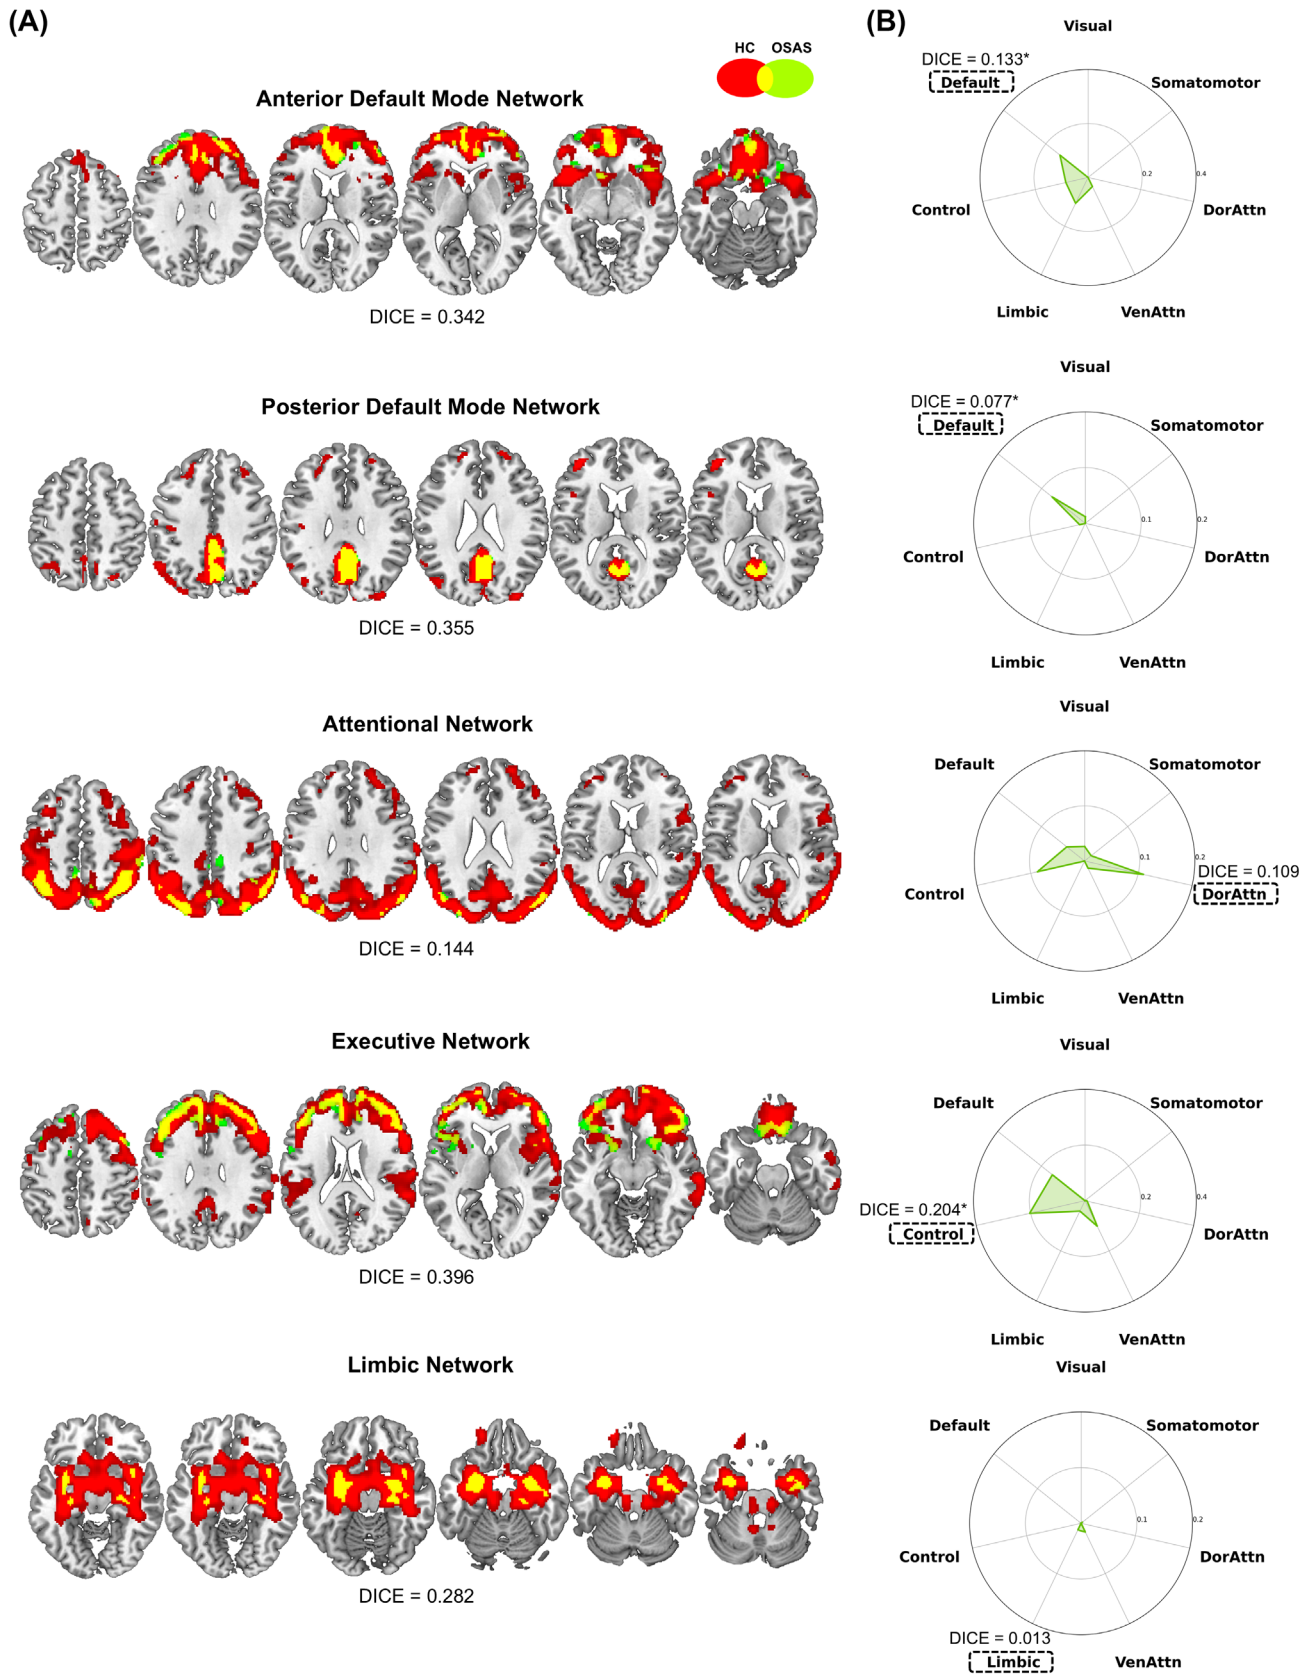 (A)
(B)
HC OSAS
Anterior Default Mode Network
DICE = 0.342
Visual
DICE = 0.133*
Default
Somatomotor
0.2
0.4
Control
DorAttn
Limbic
VenAttn
Posterior Default Mode Network
DICE = 0.355
Visual
DICE = 0.077*
Default
Somatomotor
0.1
0.2
Control
DorAttn
Limbic
VenAttn
Attentional Network
DICE = 0.144
Visual
Default
Somatomotor
0.1
0.2
DICE = 0.109
Control
DorAttn
Limbic
VenAttn
Executive Network
DICE = 0.396
Visual
Default
Somatomotor
0.2
0.4
DICE = 0.204*
Control
DorAttn
Limbic
VenAttn
Limbic Network
DICE = 0.282
Visual
Default
Somatomotor
0.1
0.2
Control
DorAttn
DICE = 0.013
Limbic
VenAttn